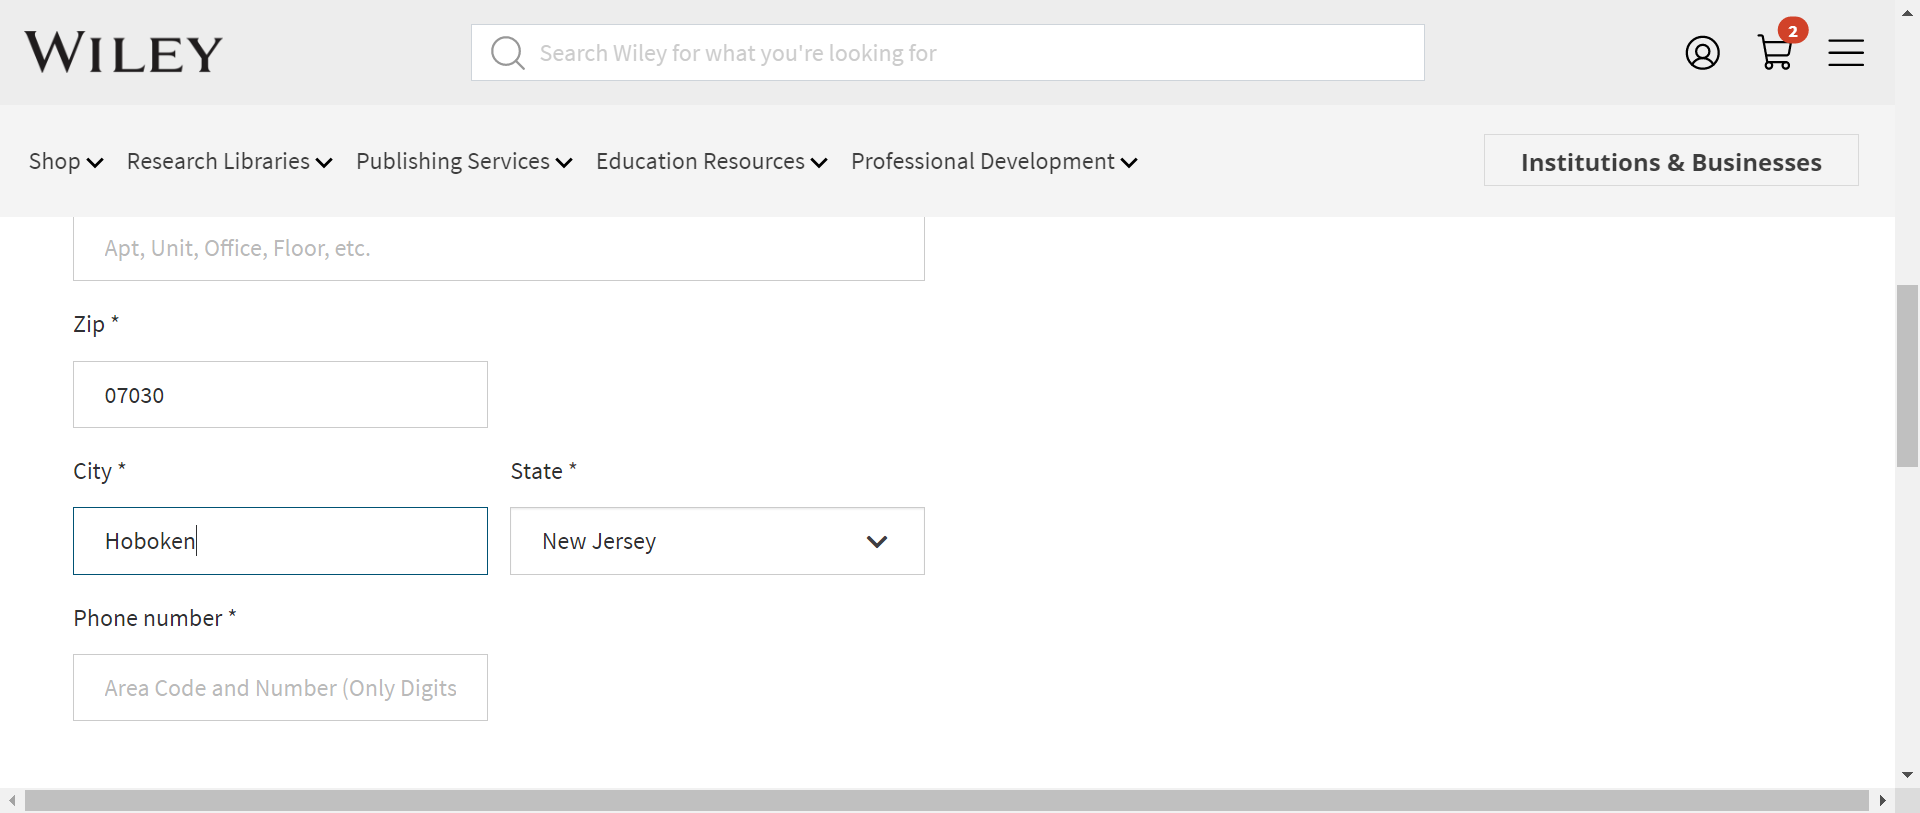 WILEY
Search Wiley for what you're looking for
2
Shop Research Libraries Publishing Services Education Resources Professional Development
Institutions & Businesses
Apt, Unit, Office, Floor, etc.
Zip *
07030
City * State *
Hoboken New Jersey
Phone number *
Area Code and Number (Only Digits